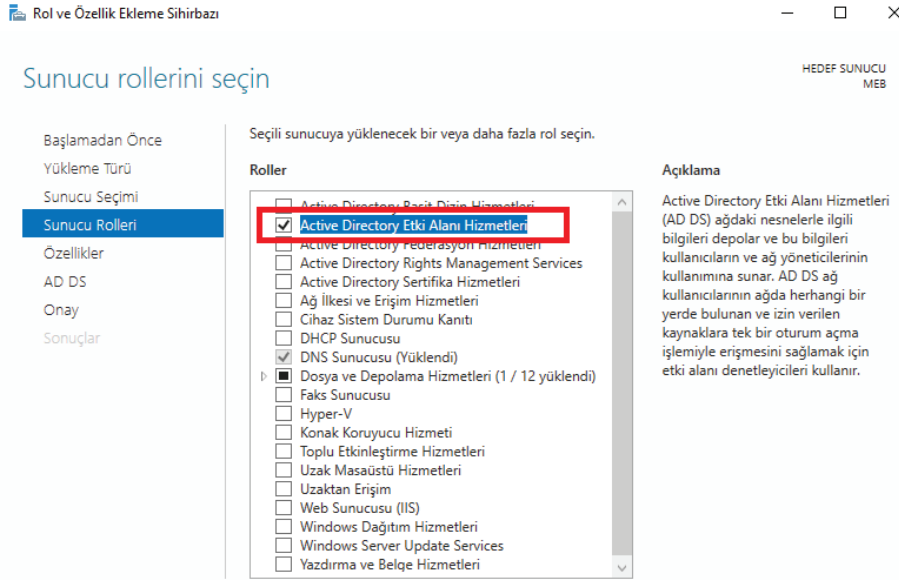 Rol ve Özellik Ekleme Sihirbazı
Sunucu rollerini seçin
HEDEF SUNUCU
MEB
Başlamadan Önce
Yükleme Türü
Sunucu Seçimi
Sunucu Rolleri
Özellikler
AD DS
Onay
Sonuçlar
Seçili sunucuya yüklenecek bir veya daha fazla rol seçin.
Roller
Active Directory Basit Dizin Hizmetleri
Active Directory Etki Alanı Hizmetleri
Active Directory Federasyon Hizmetleri
Active Directory Rights Management Services
Active Directory Sertifika Hizmetleri
Ağ İlkesi ve Erişim Hizmetleri
Cihaz Sistem Durumu Kanıtı
DHCP Sunucusu
DNS Sunucusu (Yüklendi)
Dosya ve Depolama Hizmetleri (1 / 12 yüklendi)
Faks Sunucusu
Hyper-V
Konak Koruyucu Hizmeti
Toplu Etkinleştirme Hizmetleri
Uzak Masaüstü Hizmetleri
Uzaktan Erişim
Web Sunucusu (IIS)
Windows Dağıtım Hizmetleri
Windows Server Update Services
Yazdırma ve Belge Hizmetleri
Açıklama
Active Directory Etki Alanı Hizmetleri
(AD DS) ağdaki nesnelerle ilgili
bilgileri depolar ve bu bilgileri
kullanıcıların ve ağ yöneticilerinin
kullanımına sunar. AD DS ağ
kullanıcılarının ağda herhangi bir
yerde bulunan ve izin verilen
kaynaklara tek bir oturum açma
işlemiyle erişmesini sağlamak için
etki alanı denetleyicileri kullanır.